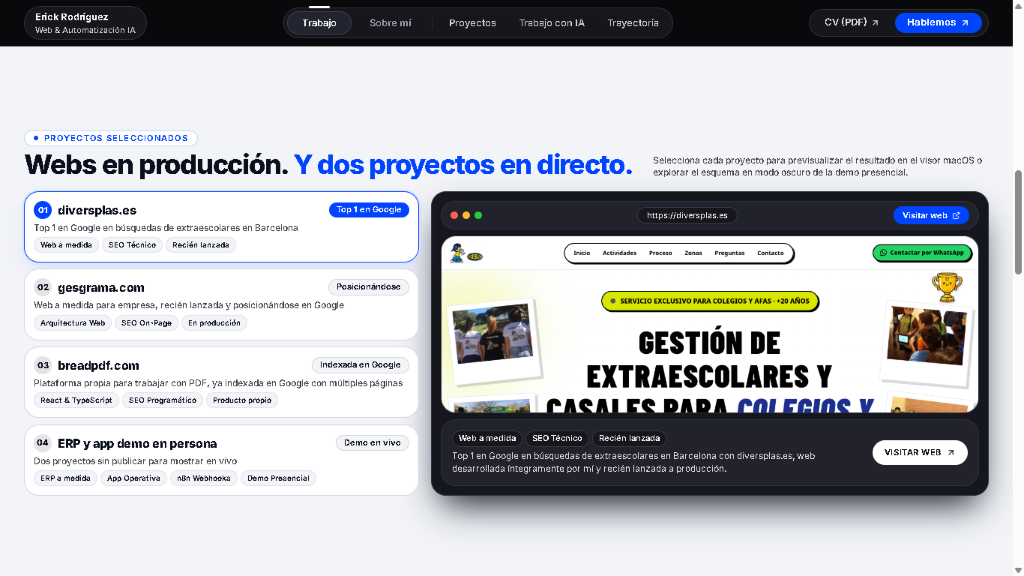 Erick Rodríguez
Web & Automatización IA
Trabajo
Sobre mí
Proyectos
Trabajo con IA
Trayectoria
CV (PDF)
Hablemos
PROYECTOS SELECCIONADOS
Webs en producción. Y dos proyectos en directo.
Selecciona cada proyecto para previsualizar el resultado en el visor macOS o
explorar el esquema en modo oscuro de la demo presencial.
01 diversplas.es Top 1 en Google
Top 1 en Google en búsquedas de extraescolares en Barcelona
Web a medida SEO Técnico Recién lanzada
02 gesgrama.com Posicionándose
Web a medida para empresa, recién lanzada y posicionándose en Google
Arquitectura Web SEO On-Page En producción
03 breadpdf.com Indexada en Google
Plataforma propia para trabajar con PDF, ya indexada en Google con múltiples páginas
React & TypeScript SEO Programático Producto propio
04 ERP y app demo en persona Demo en vivo
Dos proyectos sin publicar para mostrar en vivo
ERP a medida App Operativa n8n Webhooks Demo Presencial
https://diversplas.es
Visitar web
Inicio Actividades Proceso Zonas Preguntas Contacto
Contactar por WhatsApp
SERVICIO EXCLUSIVO PARA COLEGIOS Y AFAS · +20 AÑOS
GESTIÓN DE
EXTRAESCOLARES Y
CASALES PARA COLEGIOS Y
Web a medida SEO Técnico Recién lanzada
Top 1 en Google en búsquedas de extraescolares en Barcelona con diversplas.es, web
desarrollada íntegramente por mí y recién lanzada a producción.
VISITAR WEB